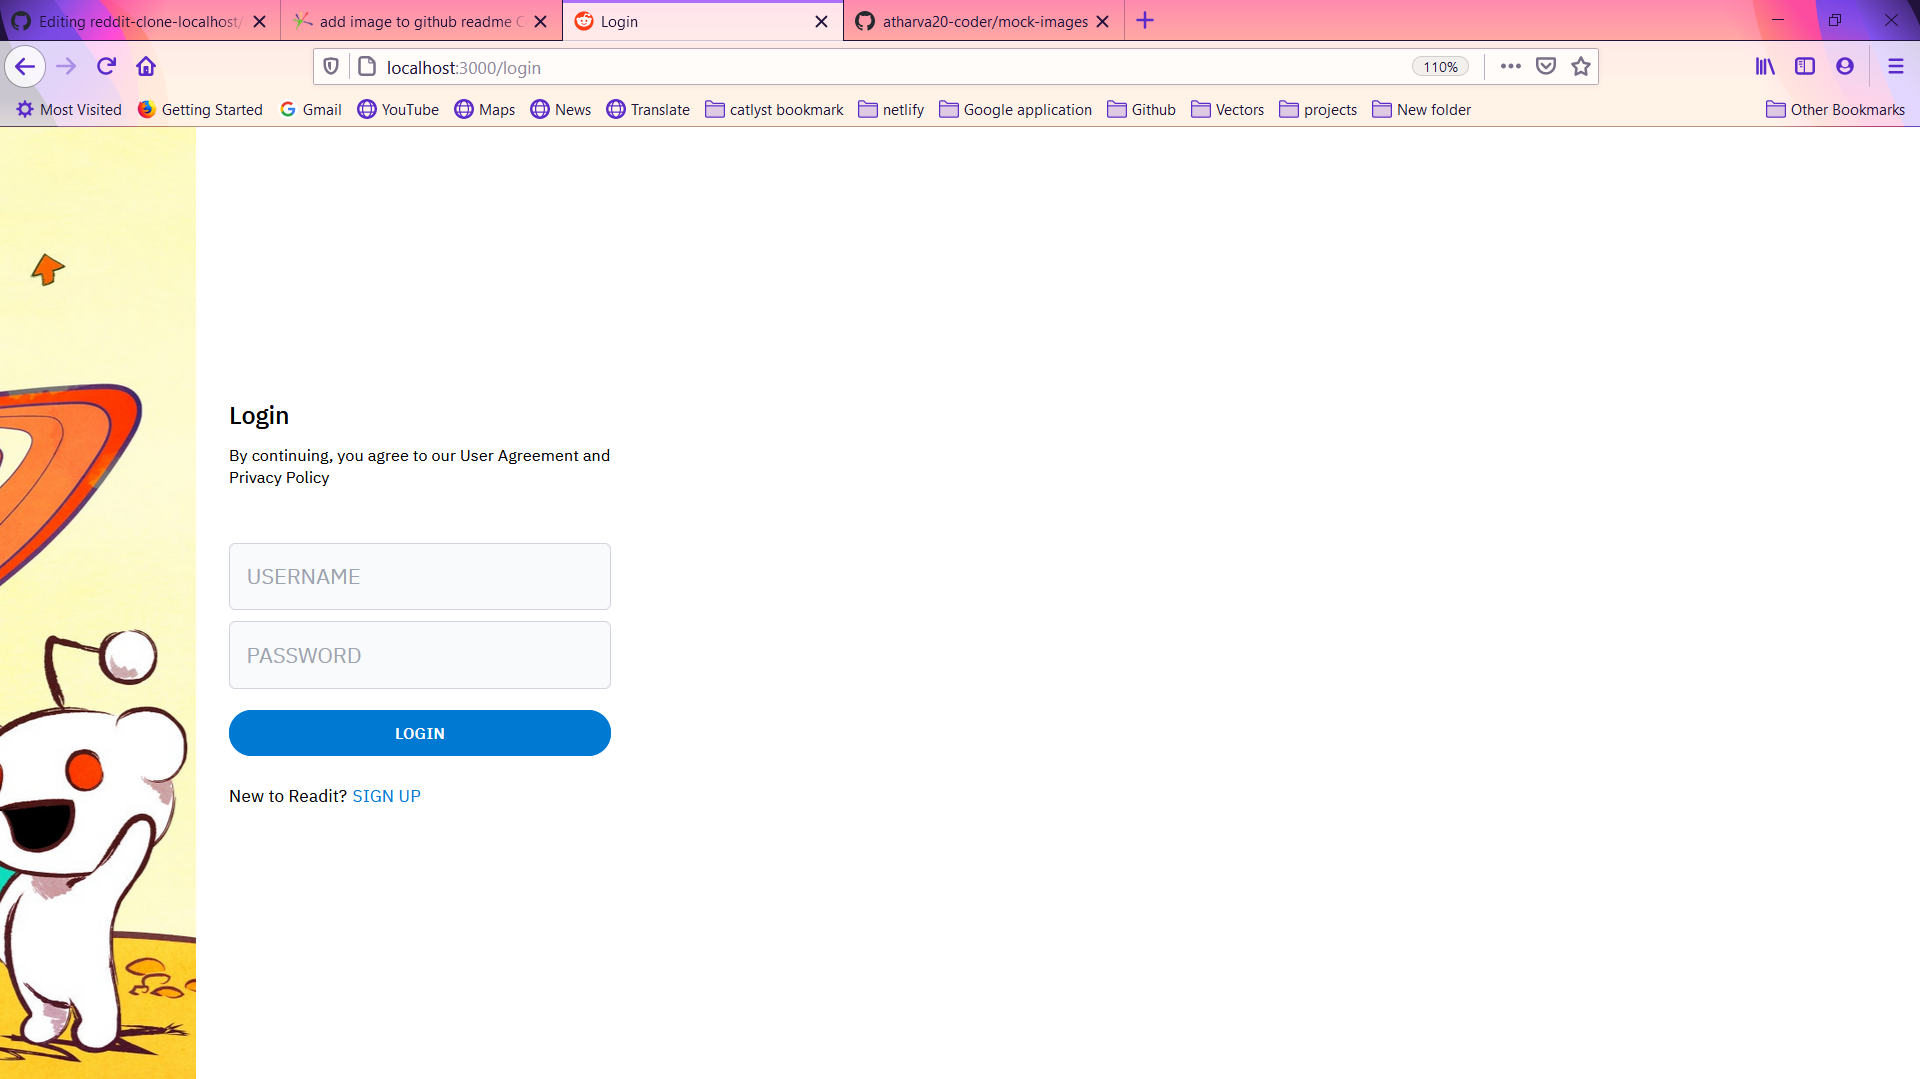 Editing reddit-clone-localhost/
add image to github readme C
Login
atharva20-coder/mock-images
localhost:3000/login
110%
Most Visited
Getting Started
Gmail
YouTube
Maps
News
Translate
catlyst bookmark
netlify
Google application
Github
Vectors
projects
New folder
Other Bookmarks
Login
By continuing, you agree to our User Agreement and
Privacy Policy
USERNAME
PASSWORD
LOGIN
New to Readit? SIGN UP